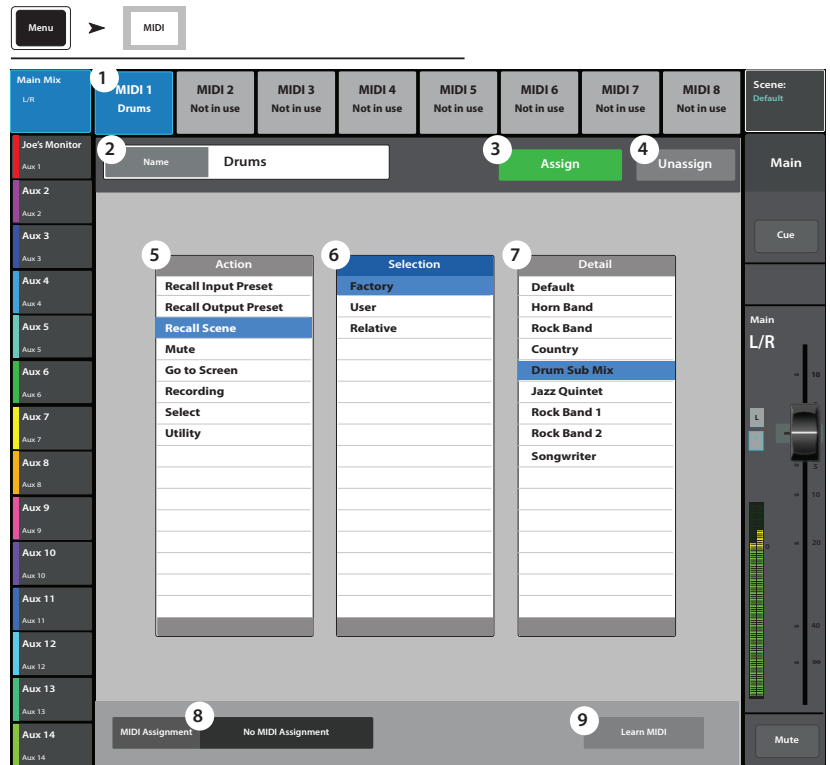 Menu
MIDI
Main Mix
L/R
1
MIDI 1
Drums
MIDI 2
Not in use
MIDI 3
Not in use
MIDI 4
Not in use
MIDI 5
Not in use
MIDI 6
Not in use
MIDI 7
Not in use
MIDI 8
Not in use
Scene:
Default
Joe's Monitor
Aux 1
Aux 2
Aux 2
Aux 3
Aux 3
Aux 4
Aux 4
Aux 5
Aux 5
Aux 6
Aux 6
Aux 7
Aux 7
Aux 8
Aux 8
Aux 9
Aux 9
Aux 10
Aux 10
Aux 11
Aux 11
Aux 12
Aux 12
Aux 13
Aux 13
Aux 14
Aux 14
2
Name
Drums
3
Assign
4
Unassign
5
Action
Recall Input Preset
Recall Output Preset
Recall Scene
Mute
Go to Screen
Recording
Select
Utility
6
Selection
Factory
User
Relative
7
Detail
Default
Horn Band
Rock Band
Country
Drum Sub Mix
Jazz Quintet
Rock Band 1
Rock Band 2
Songwriter
8
MIDI Assignment
No MIDI Assignment
9
Learn MIDI
Main
Cue
Main
L/R
10
L
5
10
0
20
40
∞
Mute